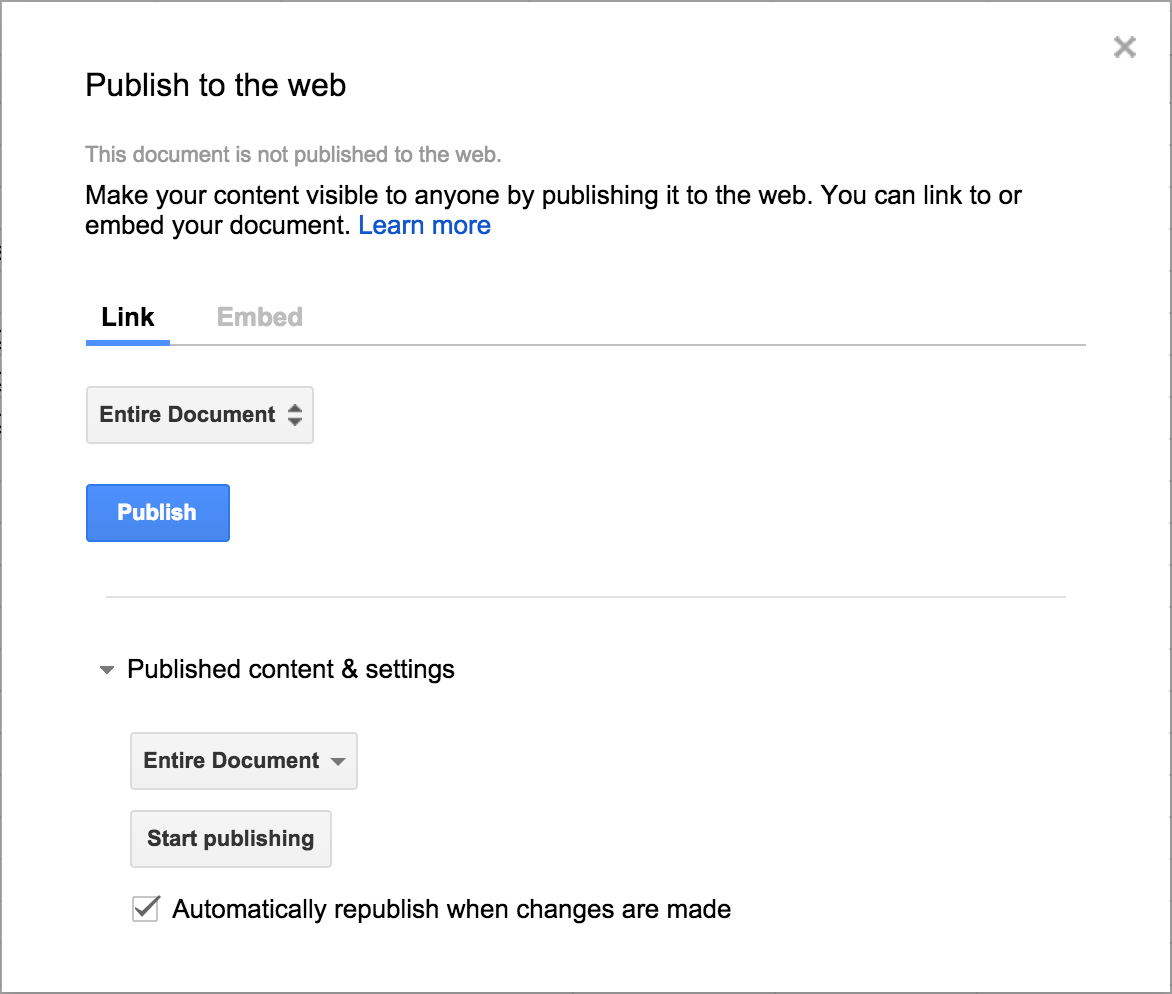 Publish to the web
This document is not published to the web.
Make your content visible to anyone by publishing it to the web. You can link to or
embed your document. Learn more
Link Embed
Entire Document
Publish
Published content & settings
Entire Document
Start publishing
Automatically republish when changes are made